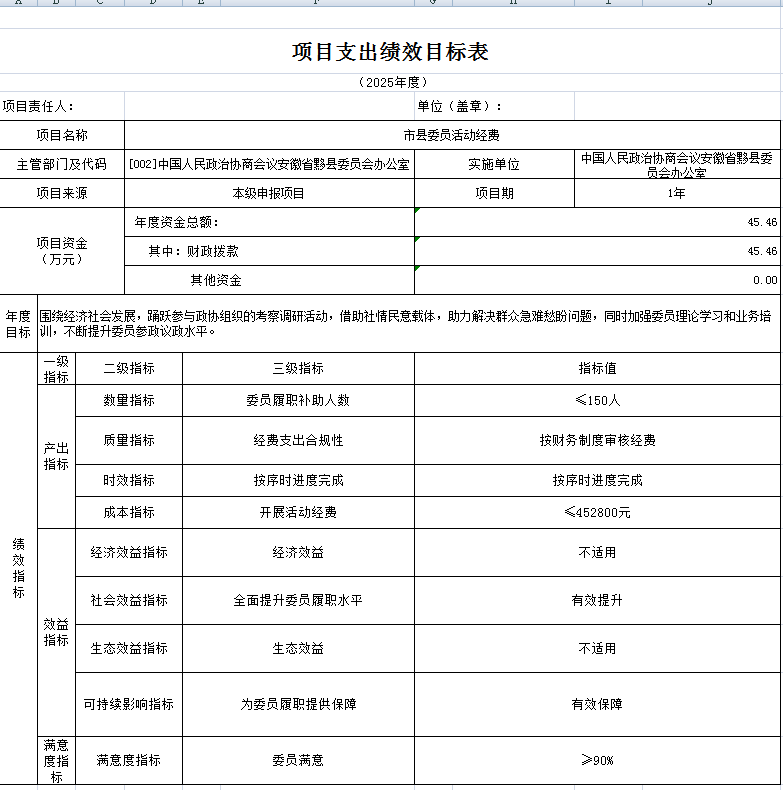 项目支出绩效目标表
（2025年度）
项目责任人： 单位（盖章）：
项目名称 市县委员活动经费
主管部门及代码 [002]中国人民政治协商会议安徽省黟县委员会办公室 实施单位 中国人民政治协商会议安徽省黟县委
员会办公室
项目来源 本级申报项目 项目期 1年
项目资金
（万元）
年度资金总额： 45.46
其中：财政拨款 45.46
其他资金 0.00
年度
目标
围绕经济社会发展，踊跃参与政协组织的考察调研活动，借助社情民意载体，助力解决群众急难愁盼问题，同时加强委员理论学习和业务培
训，不断提升委员参政议政水平。
绩
效
指
标
一级
指标
二级指标 三级指标 指标值
产出
指标
数量指标 委员履职补助人数 ≤150人
质量指标 经费支出合规性 按财务制度审核经费
时效指标 按序时进度完成 按序时进度完成
成本指标 开展活动经费 ≤452800元
效益
指标
经济效益指标 经济效益 不适用
社会效益指标 全面提升委员履职水平 有效提升
生态效益指标 生态效益 不适用
可持续影响指标 为委员履职提供保障 有效保障
满意
度指
标
满意度指标 委员满意 ≥90%